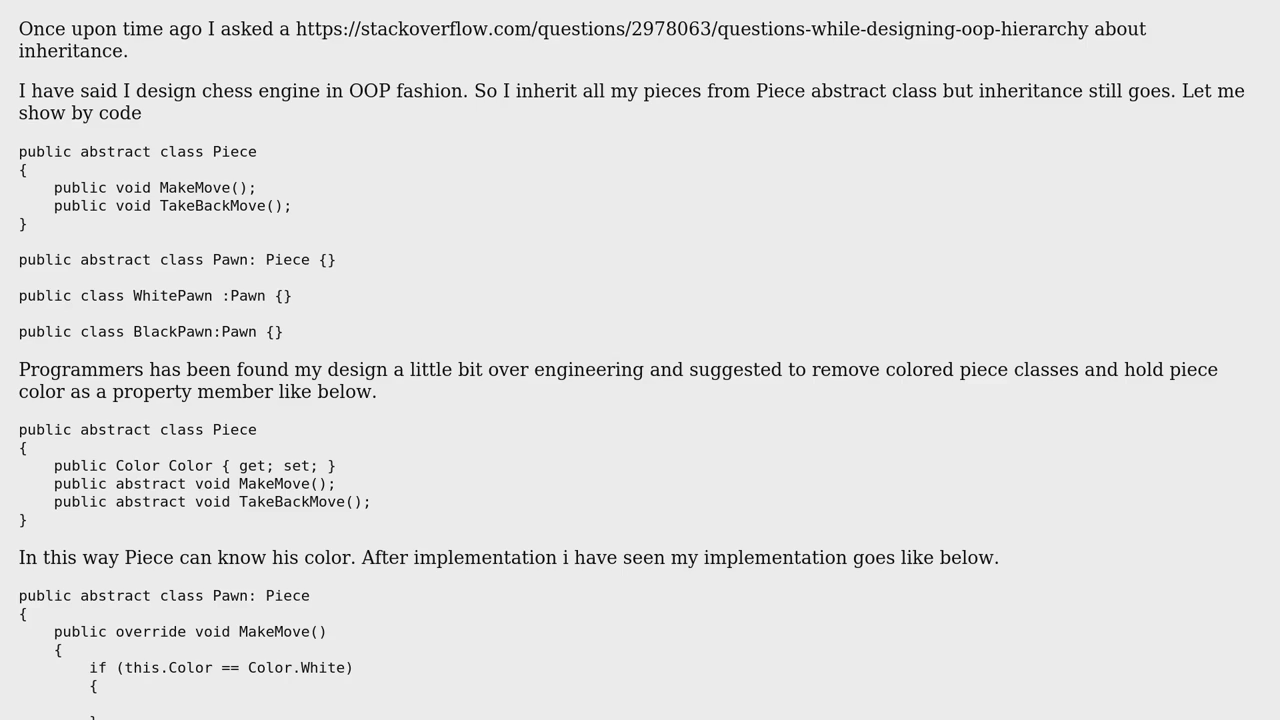 Once upon time ago I asked a https://stackoverflow.com/questions/2978063/questions-while-designing-oop-hierarchy about
inheritance.
I have said I design chess engine in OOP fashion. So I inherit all my pieces from Piece abstract class but inheritance still goes. Let me
show by code
public abstract class Piece
{
    public void MakeMove();
    public void TakeBackMove();
}
public abstract class Pawn: Piece {}
public class WhitePawn :Pawn {}
public class BlackPawn:Pawn {}
Programmers has been found my design a little bit over engineering and suggested to remove colored piece classes and hold piece
color as a property member like below.
public abstract class Piece
{
    public Color Color { get; set; }
    public abstract void MakeMove();
    public abstract void TakeBackMove();
}
In this way Piece can know his color. After implementation i have seen my implementation goes like below.
public abstract class Pawn: Piece
{
    public override void MakeMove()
    {
        if (this.Color == Color.White)
        {
        }